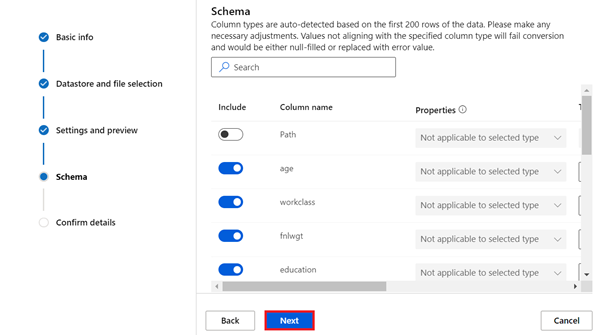 Basic info
Datastore and file selection
Settings and preview
Schema
Confirm details
Schema
Column types are auto-detected based on the first 200 rows of the data. Please make any
necessary adjustments. Values not aligning with the specified column type will fail conversion
and would be either null-filled or replaced with error value.
Search
Include Column name Properties T
Path Not applicable to selected type
age Not applicable to selected type
workclass Not applicable to selected type
fnlwgt Not applicable to selected type
education Not applicable to selected type
Back Next Cancel